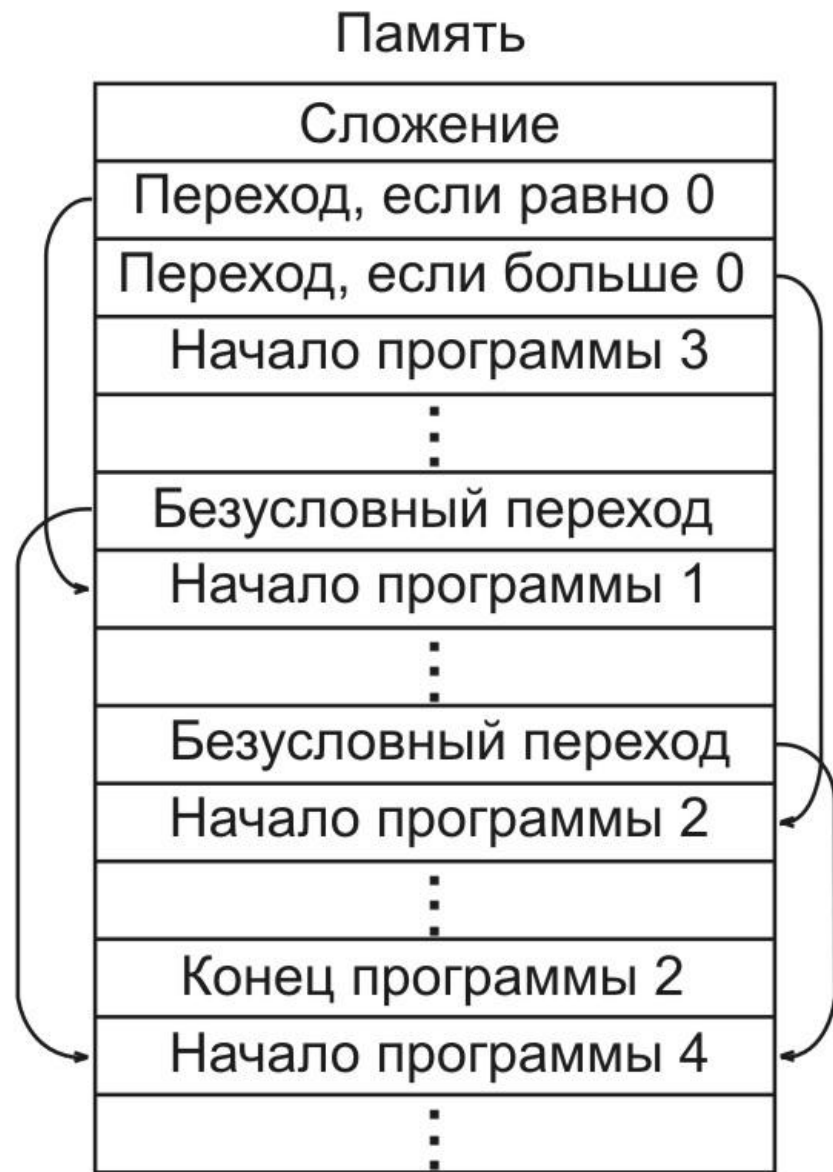 Память
Сложение
Переход, если равно 0
Переход, если больше 0
Начало программы 3
Безусловный переход
Начало программы 1
Безусловный переход
Начало программы 2
Конец программы 2
Начало программы 4